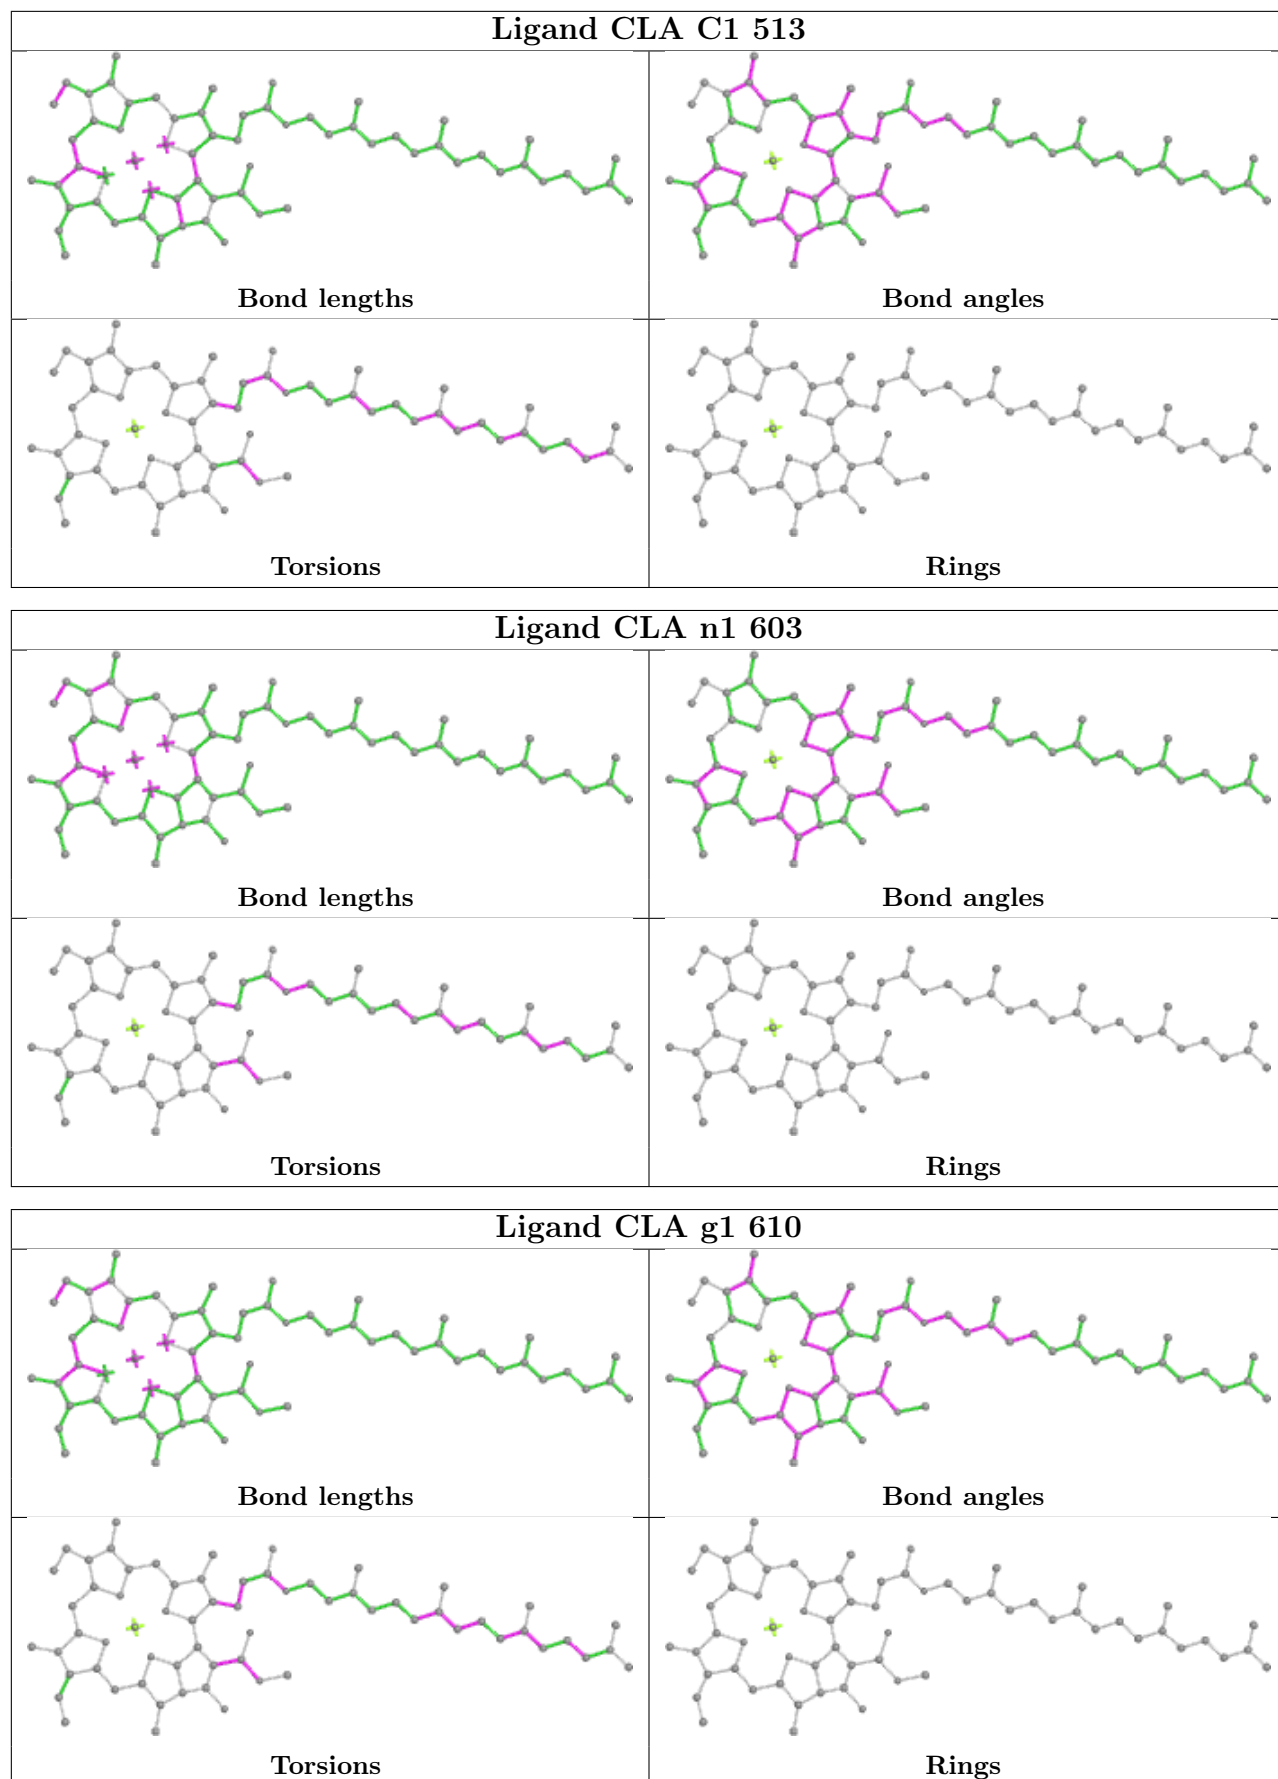 Ligand CLA C1 513
Bond lengths
Bond angles
Torsions
Rings
Ligand CLA n1 603
Bond lengths
Bond angles
Torsions
Rings
Ligand CLA g1 610
Bond lengths
Bond angles
Torsions
Rings